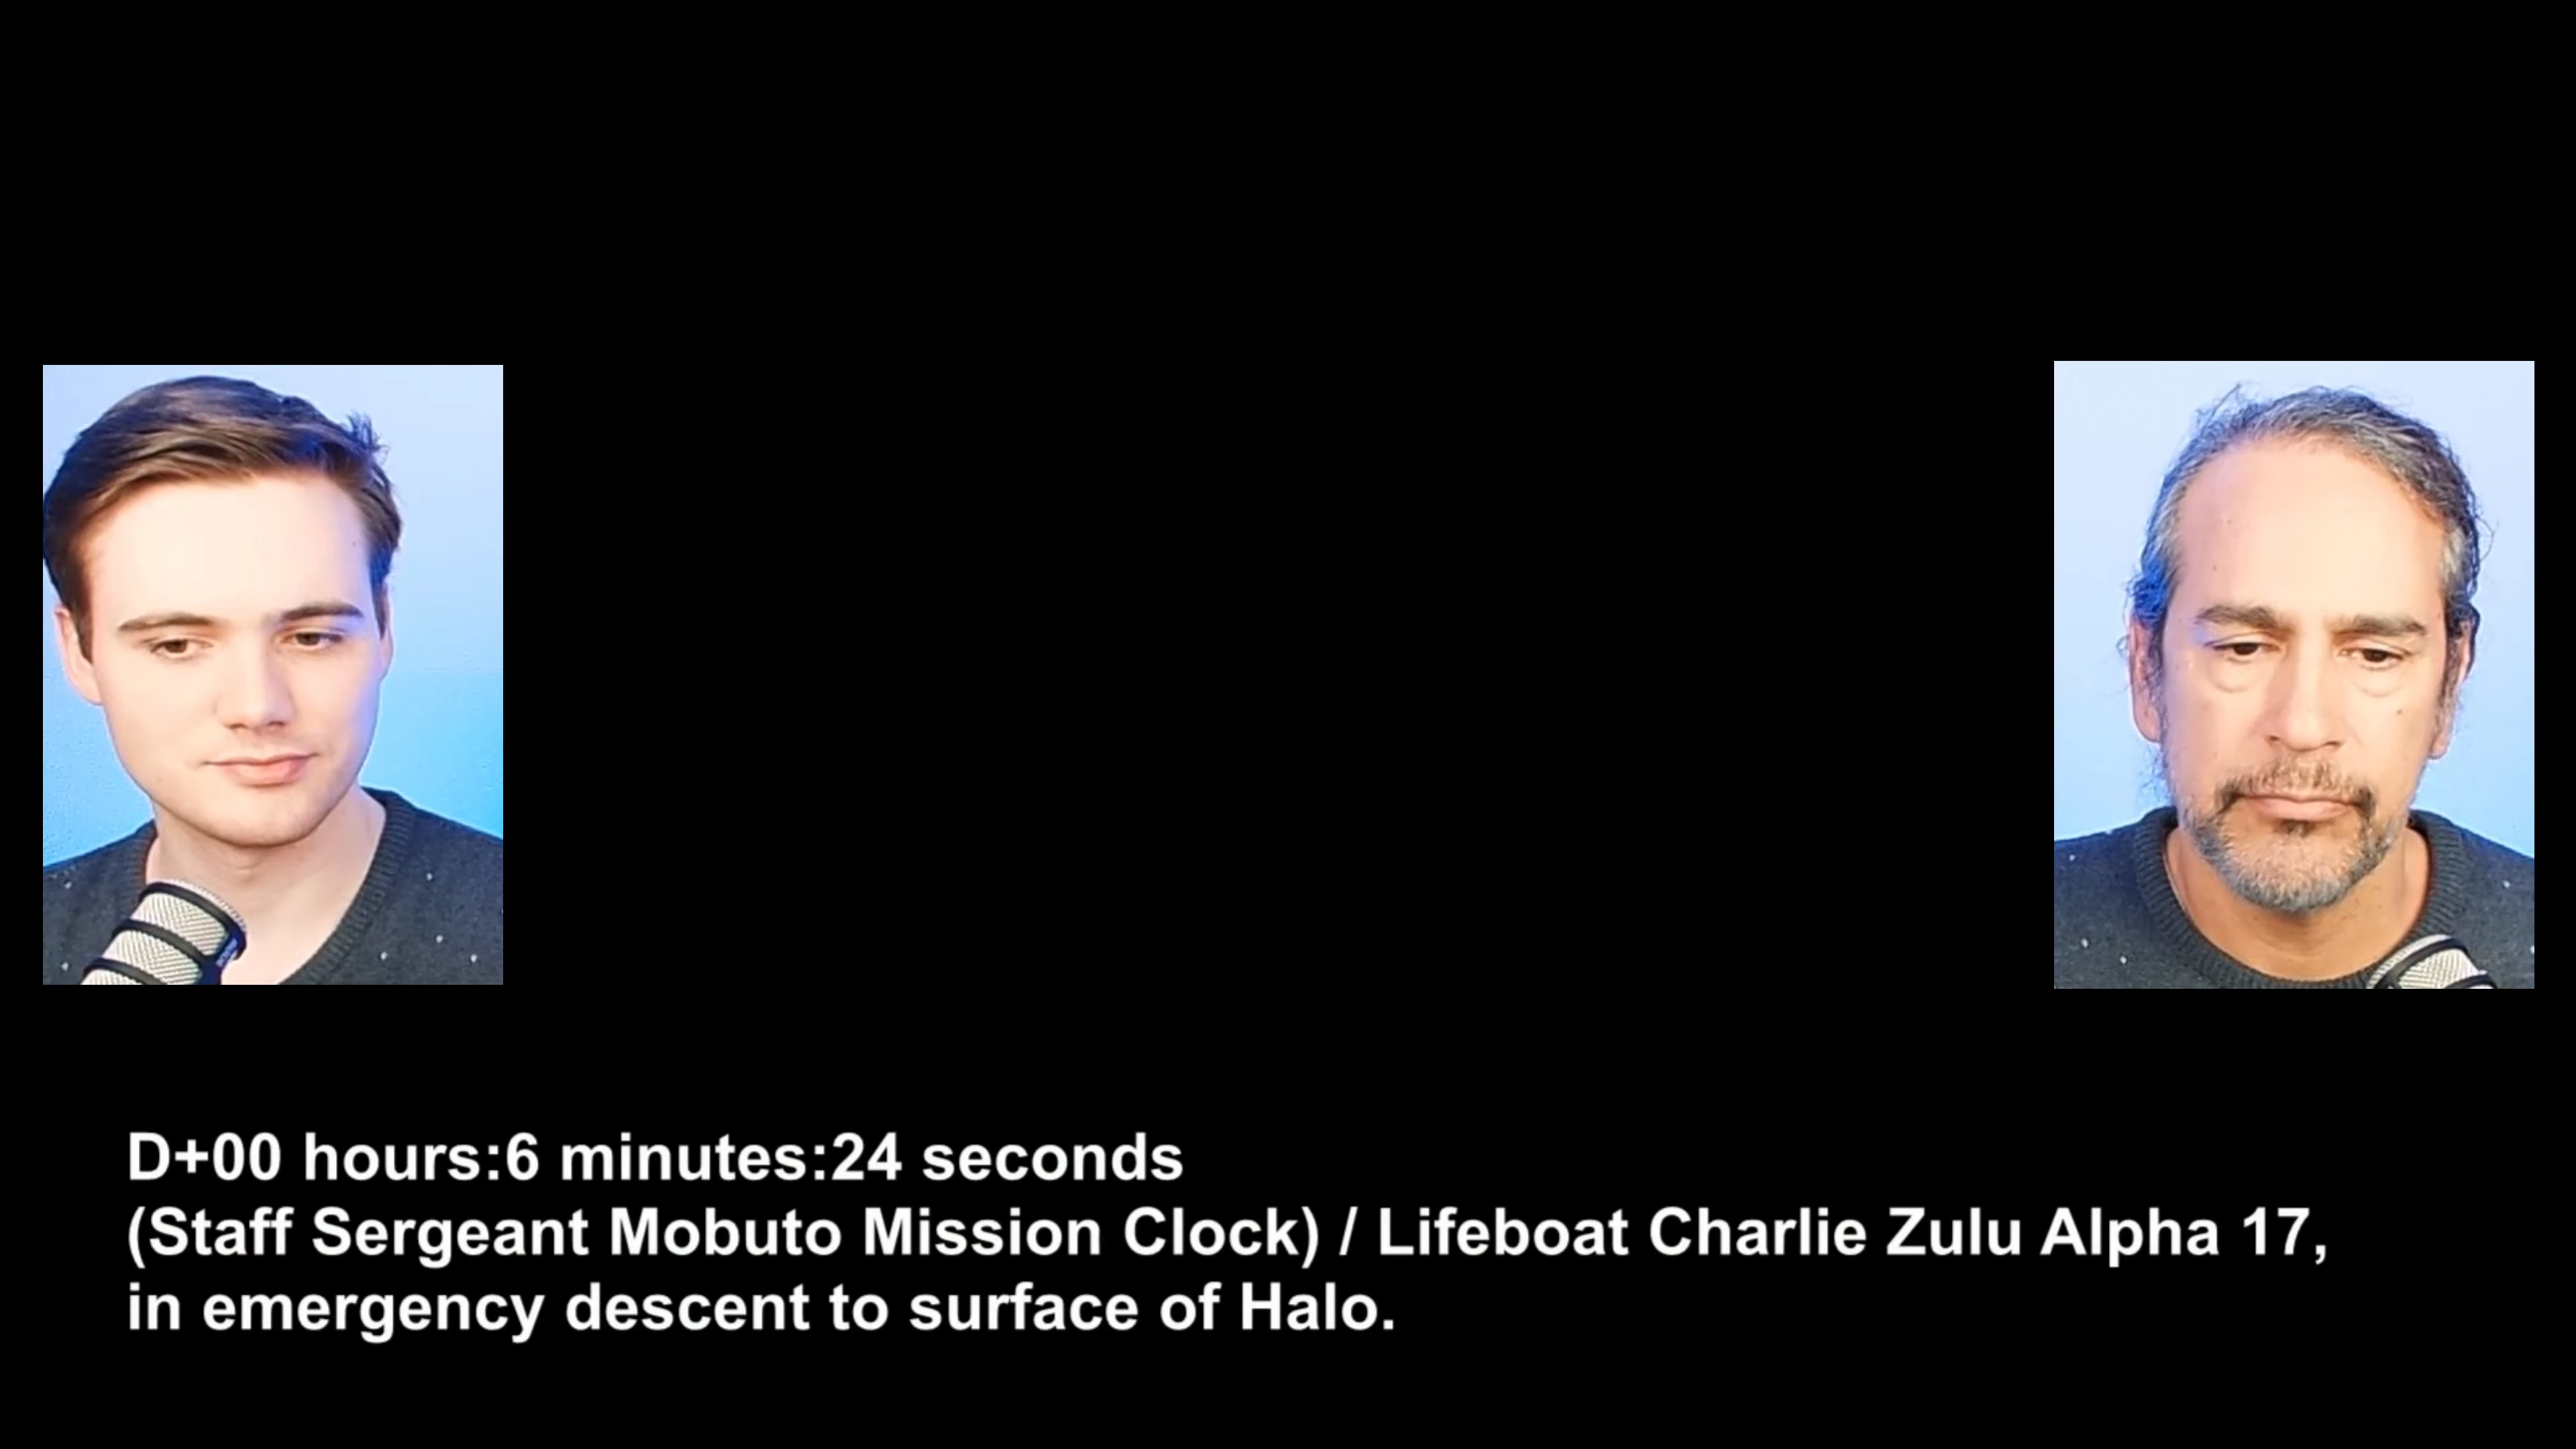 D+00 hours:6 minutes:24 seconds
(Staff Sergeant Mobuto Mission Clock) / Lifeboat Charlie Zulu Alpha 17,
in emergency descent to surface of Halo.